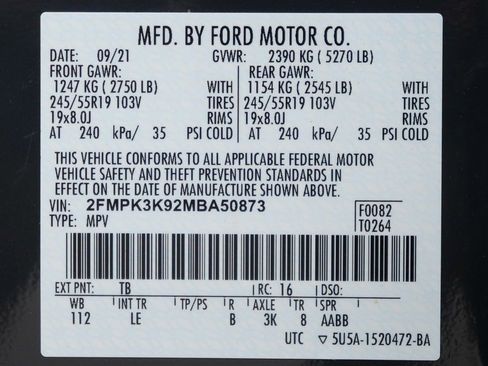 MFD. BY FORD MOTOR CO.
DATE: 09/21 GVWR: 2390 KG ( 5270 LB)
FRONT GAWR: REAR GAWR:
1247 KG ( 2750 LB) WITH 1154 KG ( 2545 LB) WITH
245/55R19 103V TIRES 245/55R19 103V TIRES
19x8.0J RIMS 19x8.0J RIMS
AT 240 kPa/ 35 PSI COLD AT 240 kPa/ 35 PSI COLD
THIS VEHICLE CONFORMS TO ALL APPLICABLE FEDERAL MOTOR
VEHICLE SAFETY AND THEFT PREVENTION STANDARDS IN
EFFECT ON THE DATE OF MANUFACTURE SHOWN ABOVE.
VIN: 2FMPK3K92MBA50873 F0082
TYPE: MPV T0264
EXT PNT: TB RC: 16 DSO:
WB INT TR TP/PS R AXLE TR SPR
112 LE B 3K 8 AABB
UTC ▽ 5U5A-1520472-BA